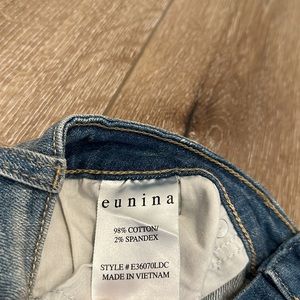 eunina
98% COTTON/
2% SPANDEX
STYLE # E36070LDC
MADE IN VIETNAM